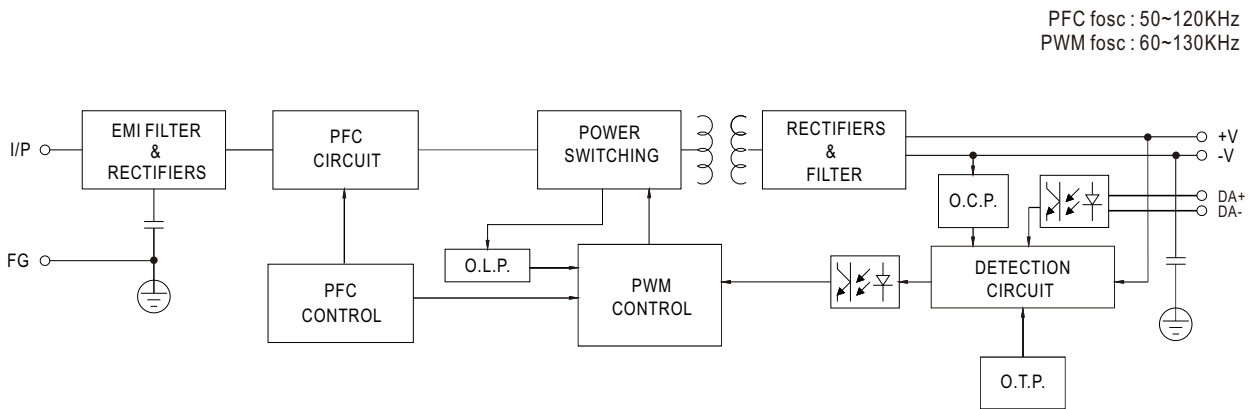 PFC fosc : 50~120KHz
PWM fosc : 60~130KHz
I/P
EMI FILTER
&
RECTIFIERS
PFC
CIRCUIT
POWER
SWITCHING
RECTIFIERS
&
FILTER
+V
-V
O.C.P.
DA+
DA-
FG
O.L.P.
PFC
CONTROL
PWM
CONTROL
DETECTION
CIRCUIT
O.T.P.